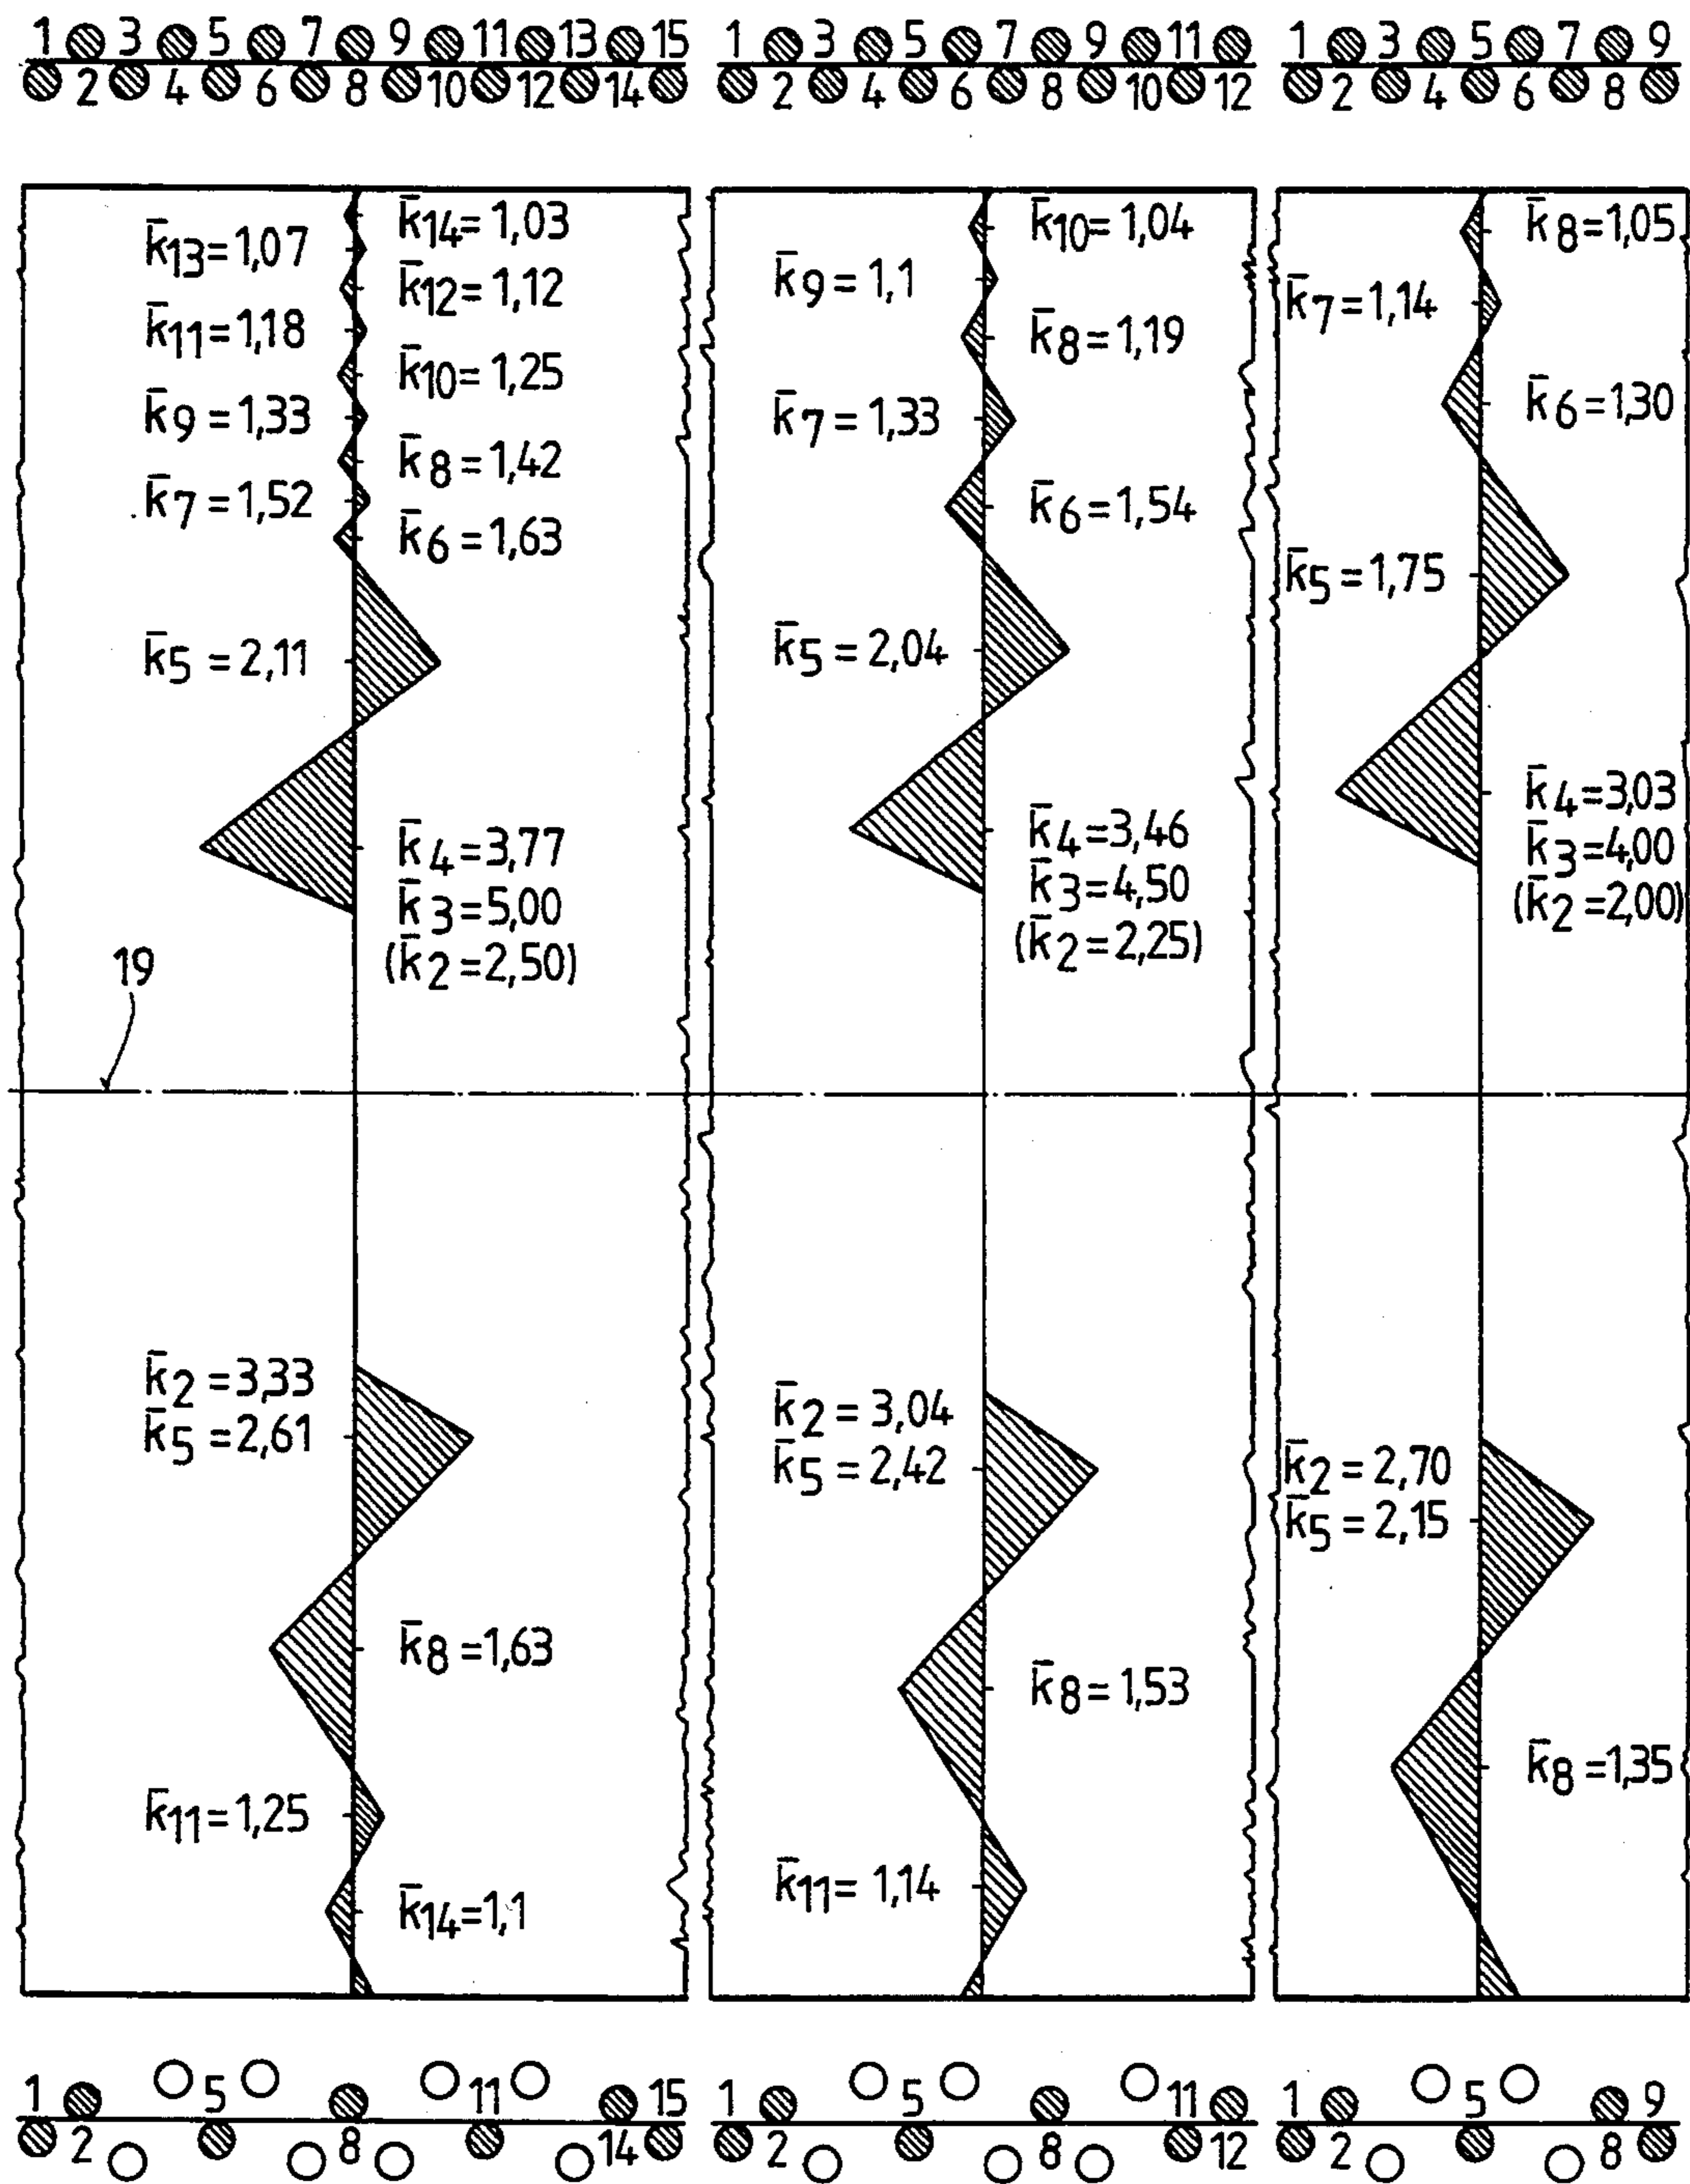 1 3 5 7 9 11 13 15
2 4 6 8 10 12 14
1 3 5 7 9 11
2 4 6 8 10 12
1 3 5 7 9
2 4 6 8
k̄14= 1,03
k̄13= 1,07
k̄12= 1,12
k̄11= 1,18
k̄10= 1,25
k̄9 = 1,33
k̄8 = 1,42
k̄7 = 1,52
k̄6 = 1,63
k̄5 = 2,11
k̄4 = 3,77
k̄3 = 5,00
(k̄2 = 2,50)
k̄10= 1,04
k̄9 = 1,1
k̄8 = 1,19
k̄7 = 1,33
k̄6 = 1,54
k̄5 = 2,04
k̄4 = 3,46
k̄3 = 4,50
(k̄2 = 2,25)
k̄8 = 1,05
k̄7 = 1,14
k̄6 = 1,30
k̄5 = 1,75
k̄4 = 3,03
k̄3 = 4,00
(k̄2 = 2,00)
19
k̄2 = 3,33
k̄5 = 2,61
k̄8 = 1,63
k̄11= 1,25
k̄14= 1,1
k̄2 = 3,04
k̄5 = 2,42
k̄8 = 1,53
k̄11= 1,14
k̄2 = 2,70
k̄5 = 2,15
k̄8 = 1,35
1 5 11 15
2 8 14
1 5 11
2 8 12
1 5 9
2 8